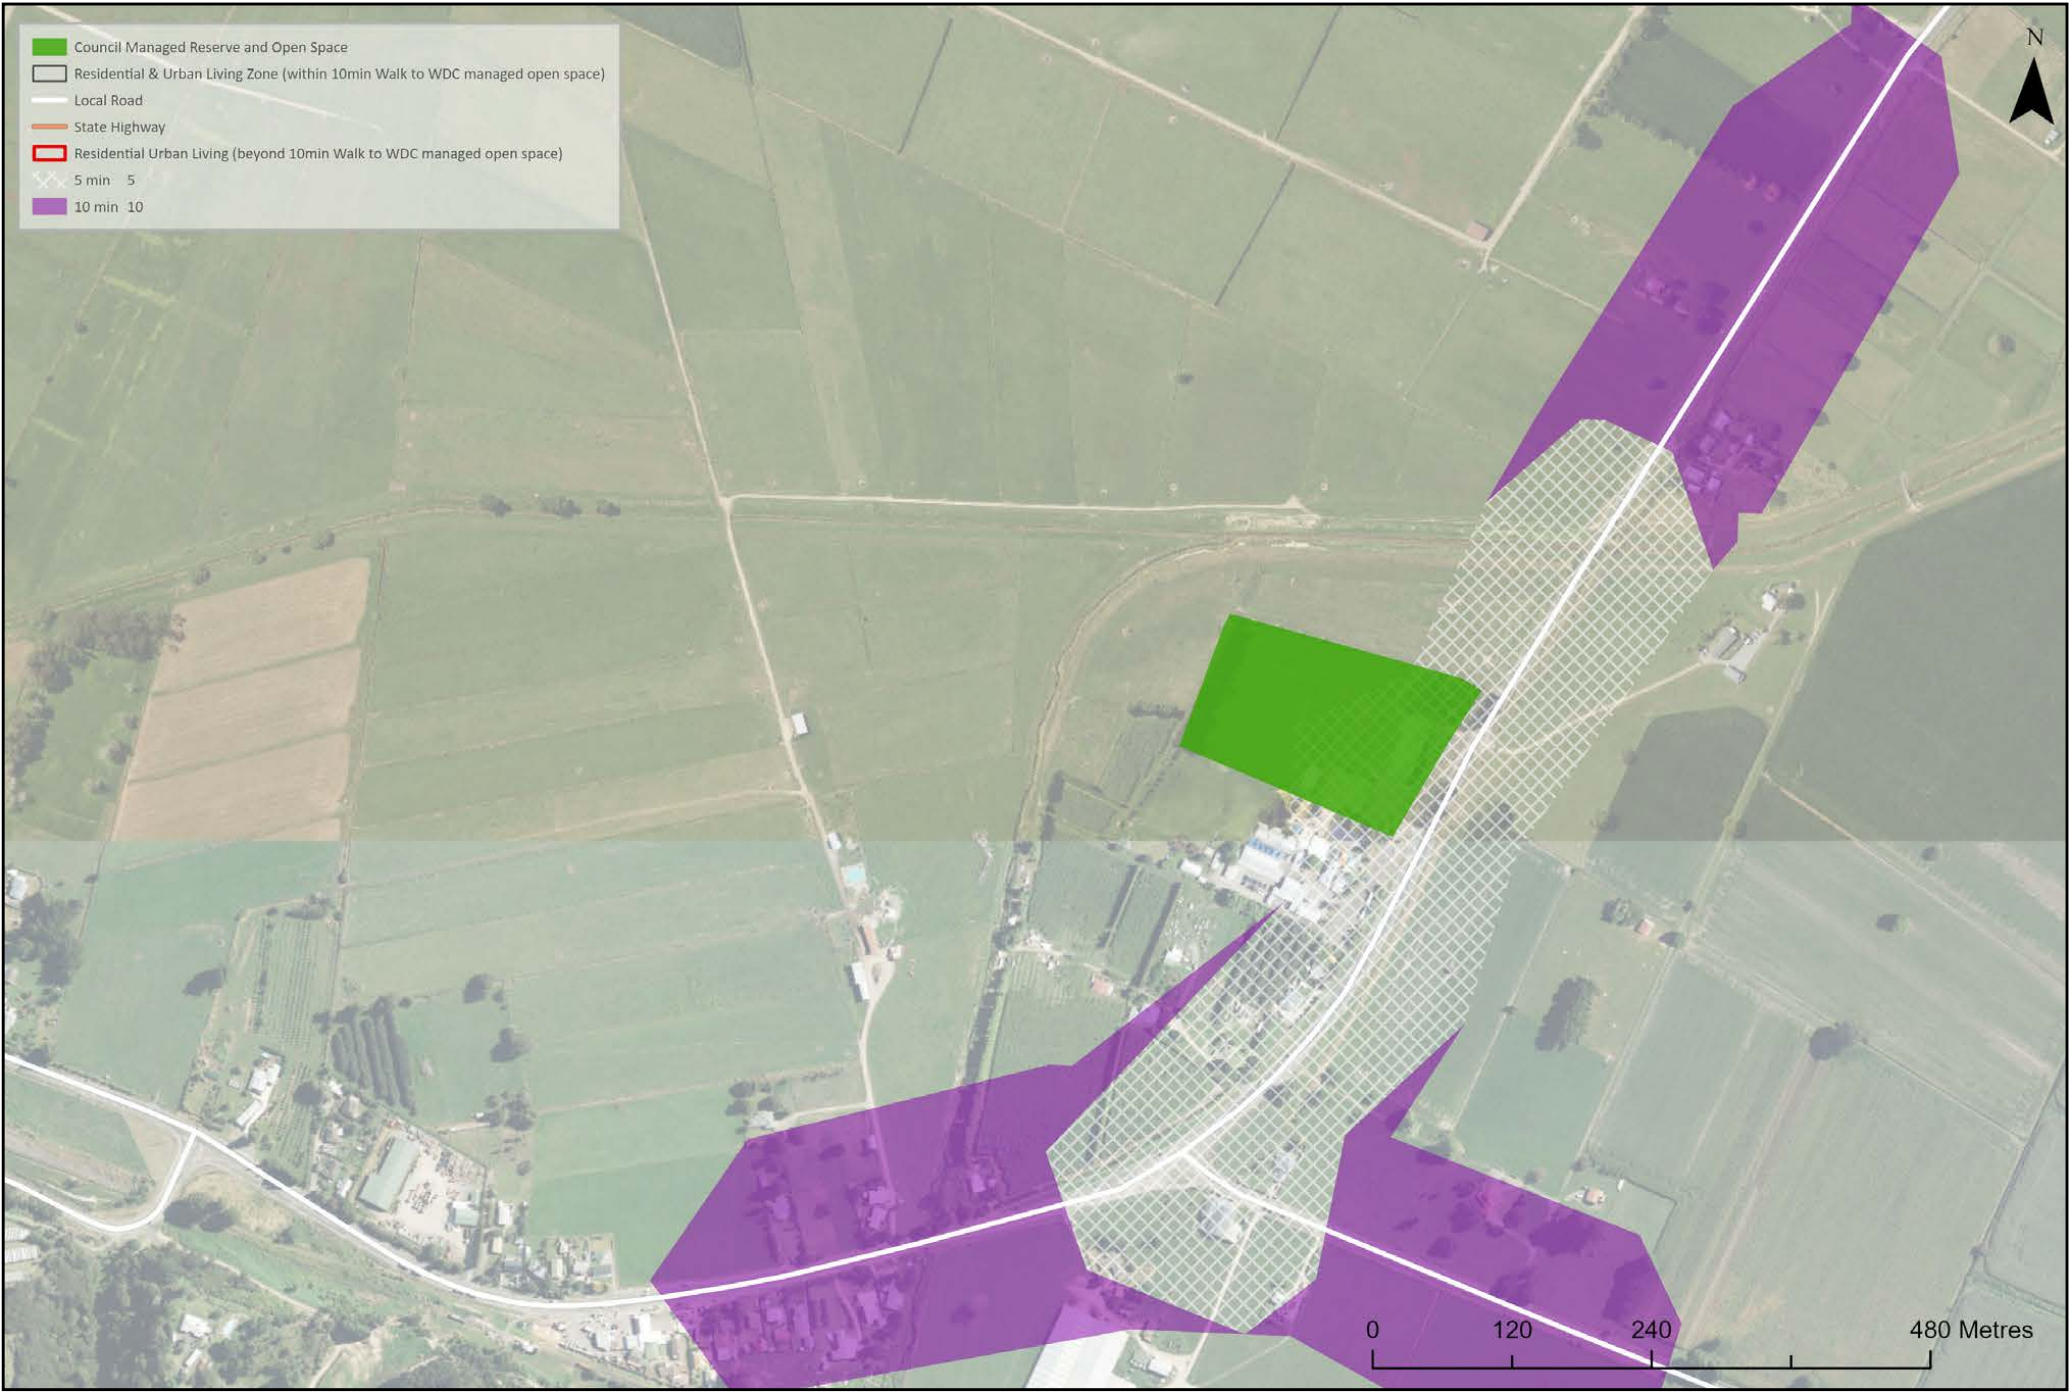 Council Managed Reserve and Open Space
Residential & Urban Living Zone (within 10min Walk to WDC managed open space)
Local Road
State Highway
Residential Urban Living (beyond 10min Walk to WDC managed open space)
5 min 5
10 min 10
N
0 120 240 480 Metres